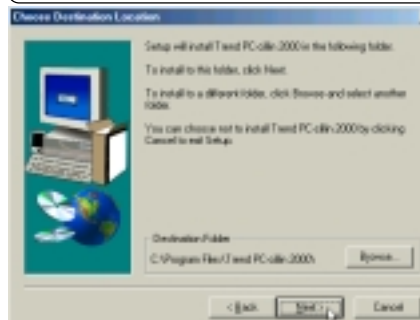 Choose Destination Location
Setup will install Trend PC-cillin 2000 in the following folder.
To install to this folder, click Next.
To install to a different folder, click Browse and select another
folder.
You can choose not to install Trend PC-cillin 2000 by clicking
Cancel to exit Setup.
Destination Folder
C:\Program Files\Trend PC-cillin 2000\
Browse...
< Back
Next >
Cancel